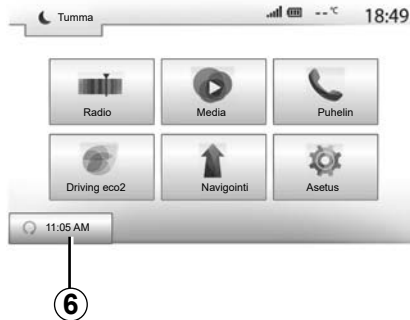 Tumma
--°C 18:49
Radio Media Puhelin
Driving eco2 Navigointi Asetus
11:05 AM
6